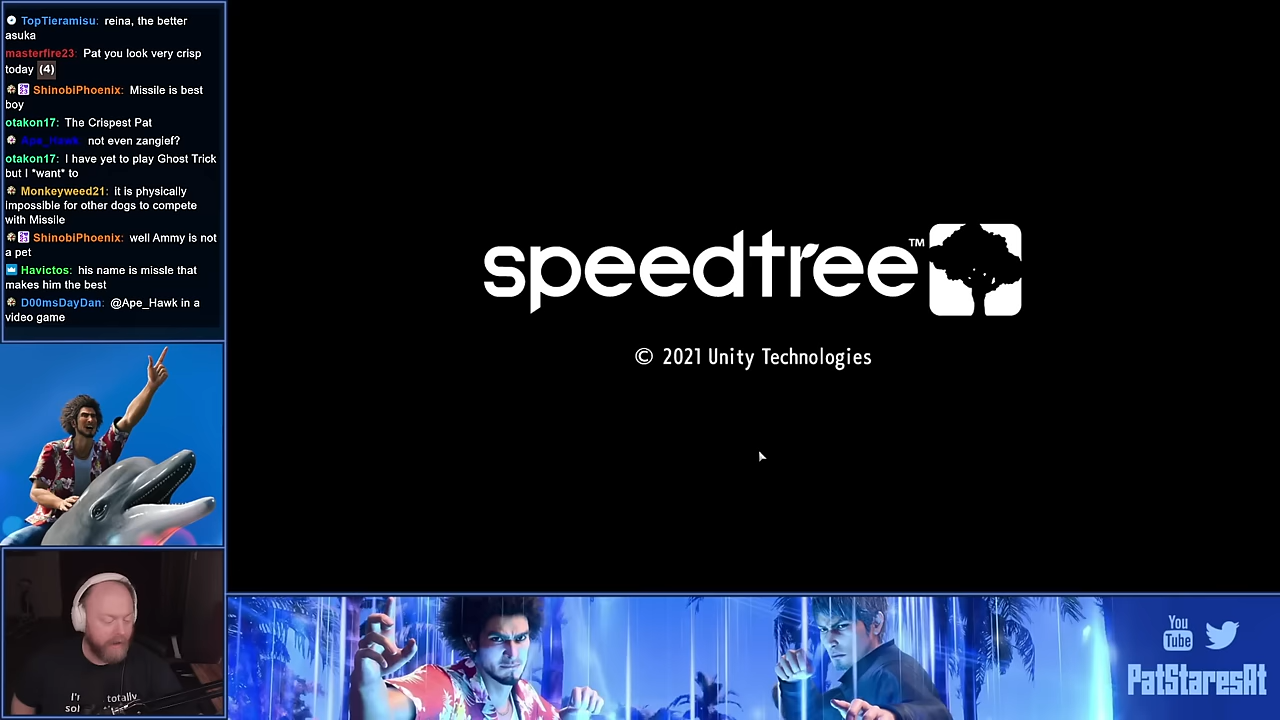 TopTieramisu: reina, the better
asuka
masterfire23: Pat you look very crisp
today (4)
ShinobiPhoenix: Missile is best
boy
otakon17: The Crispest Pat
Ape_Hawk not even zangief?
otakon17: I have yet to play Ghost Trick
but I *want* to
Monkeyweed21: it is physically
impossible for other dogs to compete
with Missile
ShinobiPhoenix: well Ammy is not
a pet
Havictos: his name is missle that
makes him the best
D00msDayDan: @Ape_Hawk in a
video game
speedtree™
© 2021 Unity Technologies
I'm totally
You
Tube
PatStaresAt